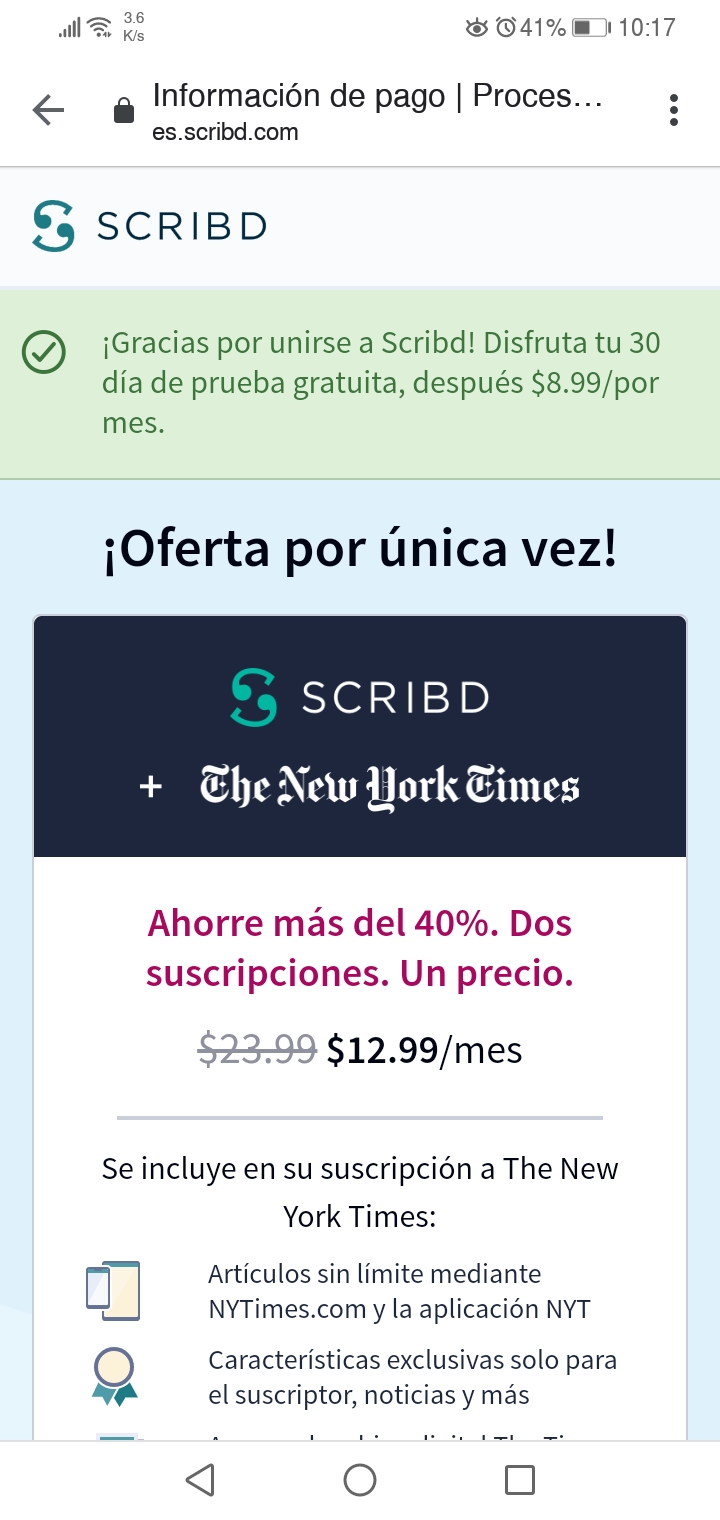 3.6
K/s
41%
10:17
Información de pago | Proces...
es.scribd.com
SCRIBD
¡Gracias por unirse a Scribd! Disfruta tu 30
día de prueba gratuita, después $8.99/por
mes.
¡Oferta por única vez!
SCRIBD
+ The New York Times
Ahorre más del 40%. Dos
suscripciones. Un precio.
$23.99 $12.99/mes
Se incluye en su suscripción a The New
York Times:
Artículos sin límite mediante
NYTimes.com y la aplicación NYT
Características exclusivas solo para
el suscriptor, noticias y más